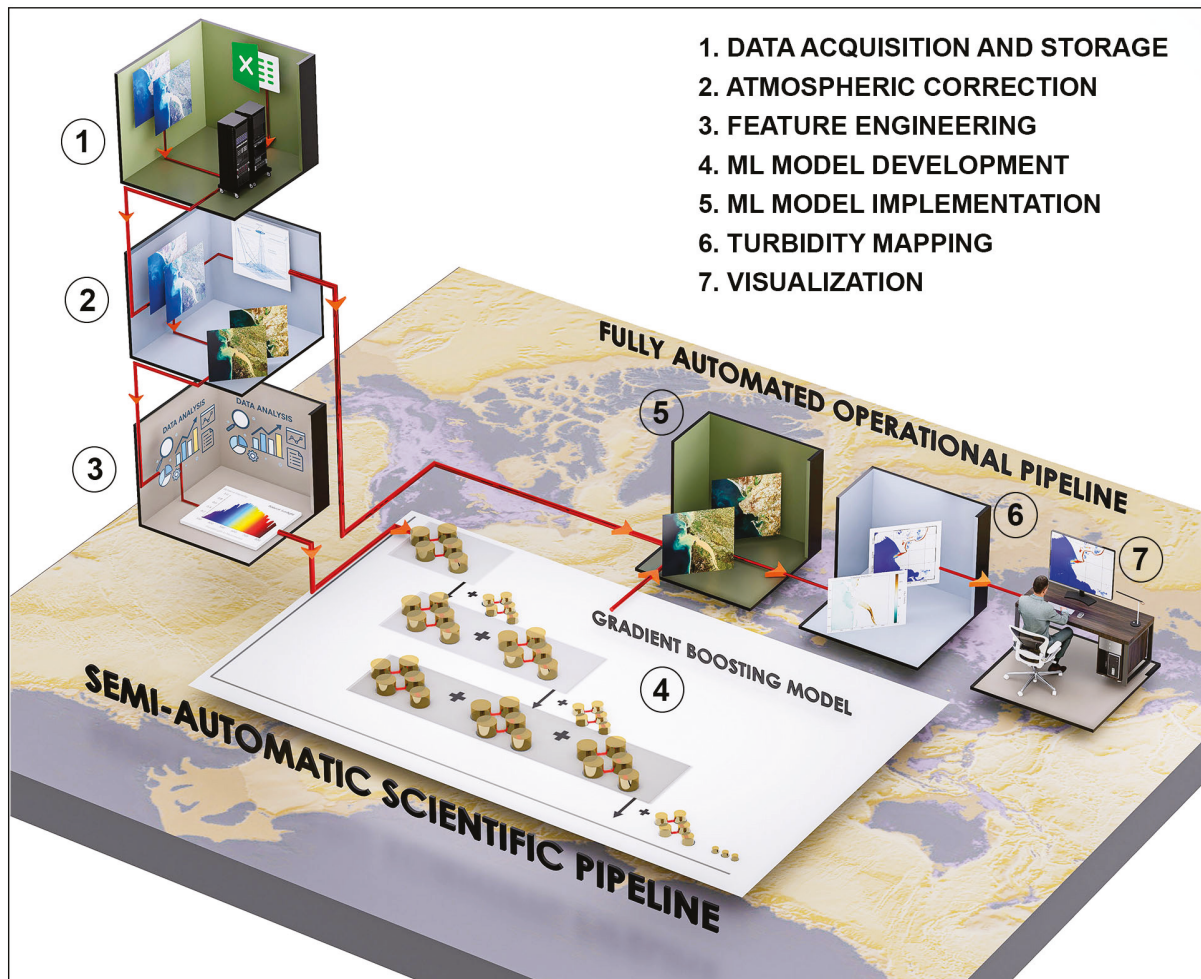 1. DATA ACQUISITION AND STORAGE
2. ATMOSPHERIC CORRECTION
3. FEATURE ENGINEERING
4. ML MODEL DEVELOPMENT
5. ML MODEL IMPLEMENTATION
6. TURBIDITY MAPPING
7. VISUALIZATION
1
X
2
3
DATA ANALYSIS
DATA ANALYSIS
FULLY AUTOMATED OPERATIONAL PIPELINE
5
6
7
GRADIENT BOOSTING MODEL
4
SEMI-AUTOMATIC SCIENTIFIC PIPELINE